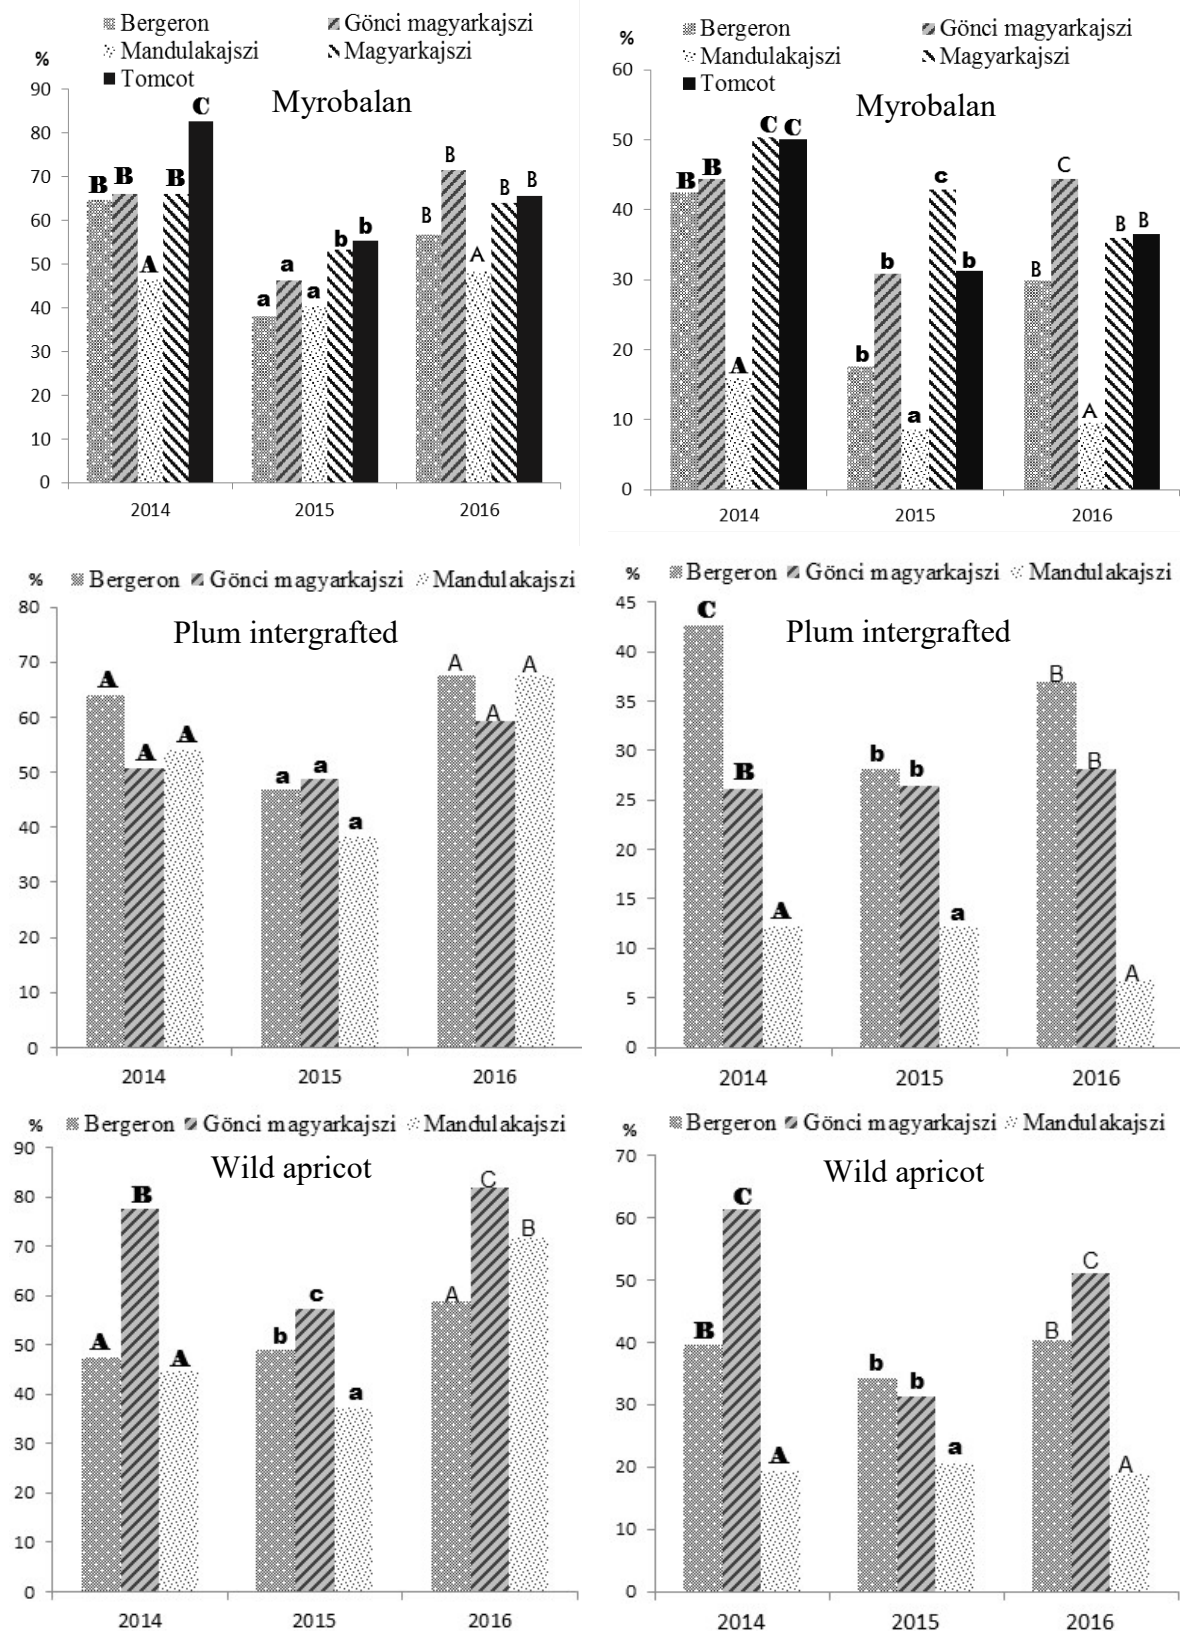 Bergeron Gönci magyarkajszi
Mandulakajszi Magyarkajszi
Tomcot
%
Myrobalan
90
80
70
60
50
40
30
20
10
0
B B A B C
a a a b b
B B A B B
2014 2015 2016
Bergeron Gönci magyarkajszi
Mandulakajszi Magyarkajszi
Tomcot
%
Myrobalan
60
50
40
30
20
10
0
B B A C C
b b a c b
B C A B B
2014 2015 2016
% Bergeron Gönci magyarkajszi Mandulakajszi
Plum intergrafted
80
70
60
50
40
30
20
10
0
A A A
a a a
A A A
2014 2015 2016
% Bergeron Gönci magyarkajszi Mandulakajszi
Plum intergrafted
45
40
35
30
25
20
15
10
5
0
C B A
b b a
B B A
2014 2015 2016
% Bergeron Gönci magyarkajszi Mandulakajszi
Wild apricot
90
80
70
60
50
40
30
20
10
0
A B A
b c a
A C B
2014 2015 2016
% Bergeron Gönci magyarkajszi Mandulakajszi
Wild apricot
70
60
50
40
30
20
10
0
B C A
b b a
B C A
2014 2015 2016